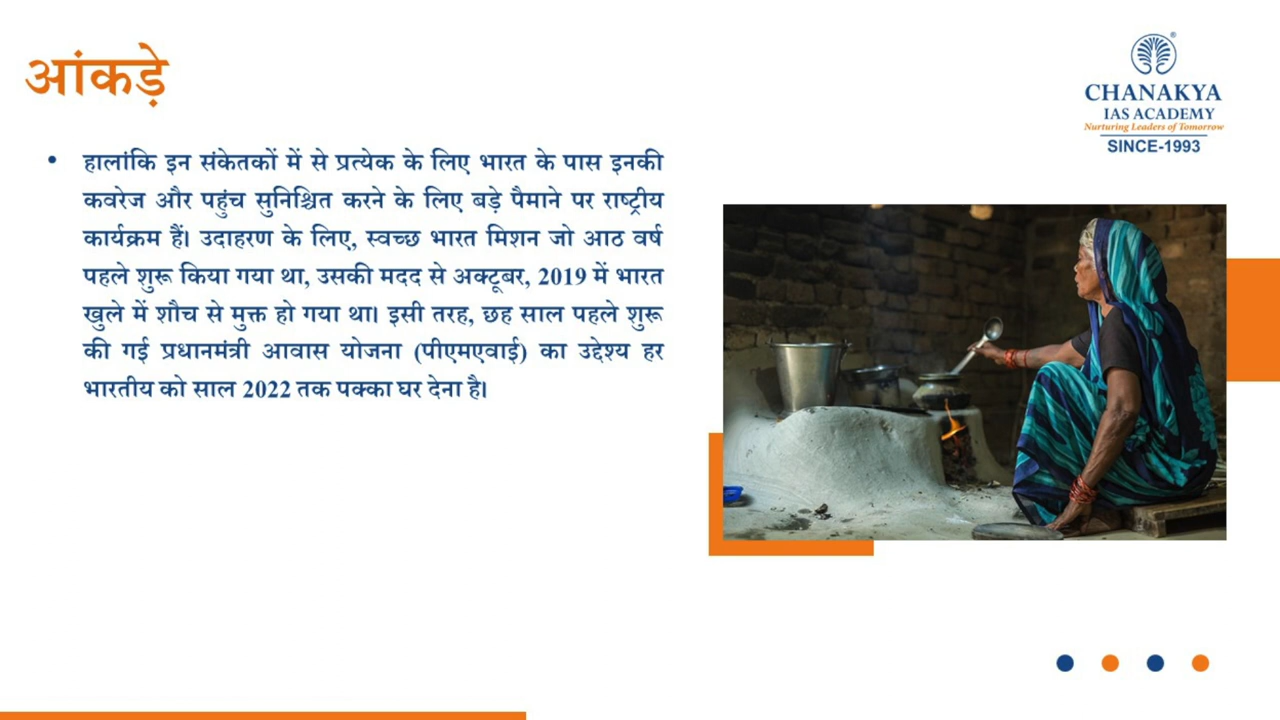 आंकड़े
CHANAKYA
IAS ACADEMY
Nurturing Leaders of Tomorrow
SINCE-1993
• हालांकि इन संकेतकों में से प्रत्येक के लिए भारत के पास इनकी
कवरेज और पहुंच सुनिश्चित करने के लिए बड़े पैमाने पर राष्ट्रीय
कार्यक्रम हैं। उदाहरण के लिए, स्वच्छ भारत मिशन जो आठ वर्ष
पहले शुरू किया गया था, उसकी मदद से अक्टूबर, 2019 में भारत
खुले में शौच से मुक्त हो गया था। इसी तरह, छह साल पहले शुरू
की गई प्रधानमंत्री आवास योजना (पीएमएवाई) का उद्देश्य हर
भारतीय को साल 2022 तक पक्का घर देना है।